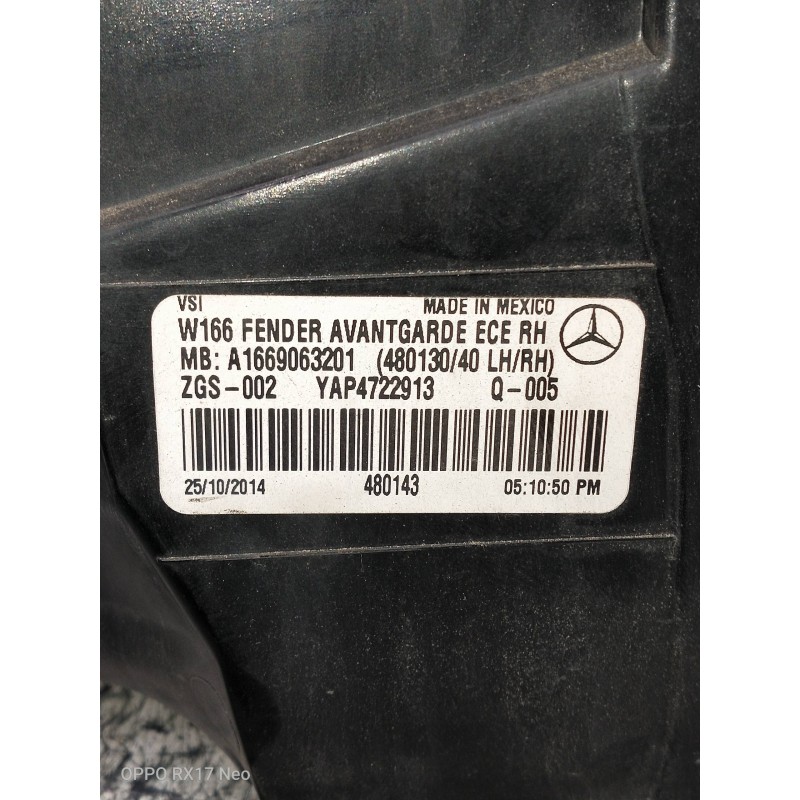 VSI MADE IN MEXICO
W166 FENDER AVANTGARDE ECE RH
MB: A1669063201 (480130/40 LH/RH)
ZGS-002 YAP4722913 Q-005
25/10/2014 480143 05:10:50 PM
OPPO RX17 Neo